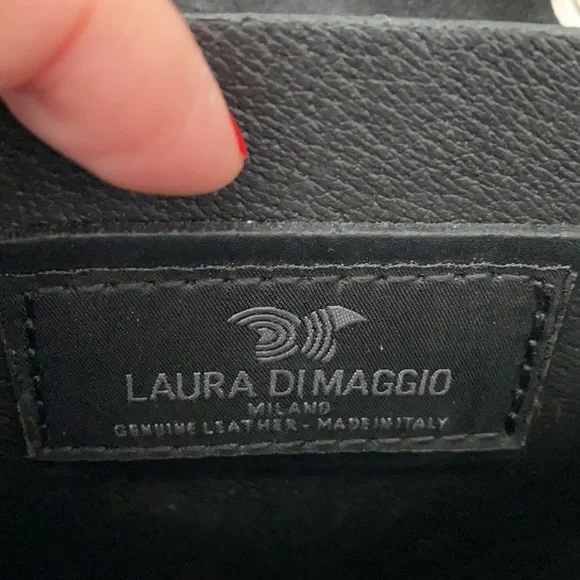 LAURA DI MAGGIO
MILANO
GENUINE LEATHER - MADE IN ITALY